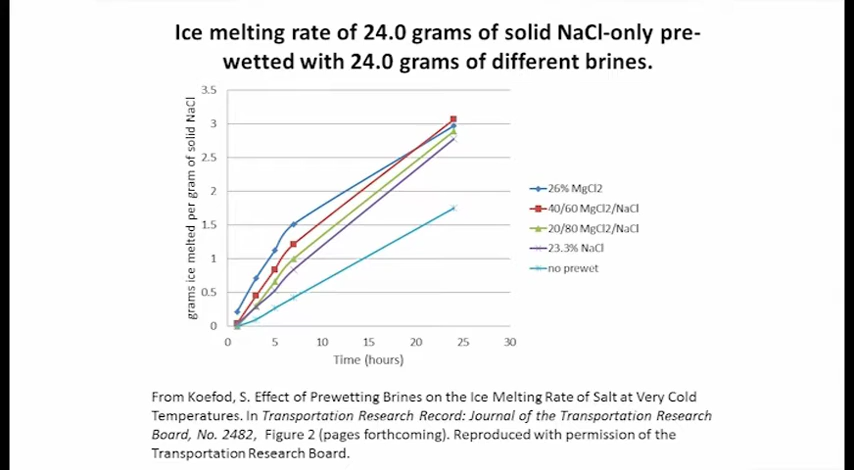 Ice melting rate of 24.0 grams of solid NaCl-only pre-
wetted with 24.0 grams of different brines.
grams ice melted per gram of solid NaCl
3.5
3
2.5
2
1.5
1
0.5
0
0 5 10 15 20 25 30
Time (hours)
26% MgCl2
40/60 MgCl2/NaCl
20/80 MgCl2/NaCl
23.3% NaCl
no prewet
From Koefod, S. Effect of Prewetting Brines on the Ice Melting Rate of Salt at Very Cold
Temperatures. In Transportation Research Record: Journal of the Transportation Research
Board, No. 2482, Figure 2 (pages forthcoming). Reproduced with permission of the
Transportation Research Board.